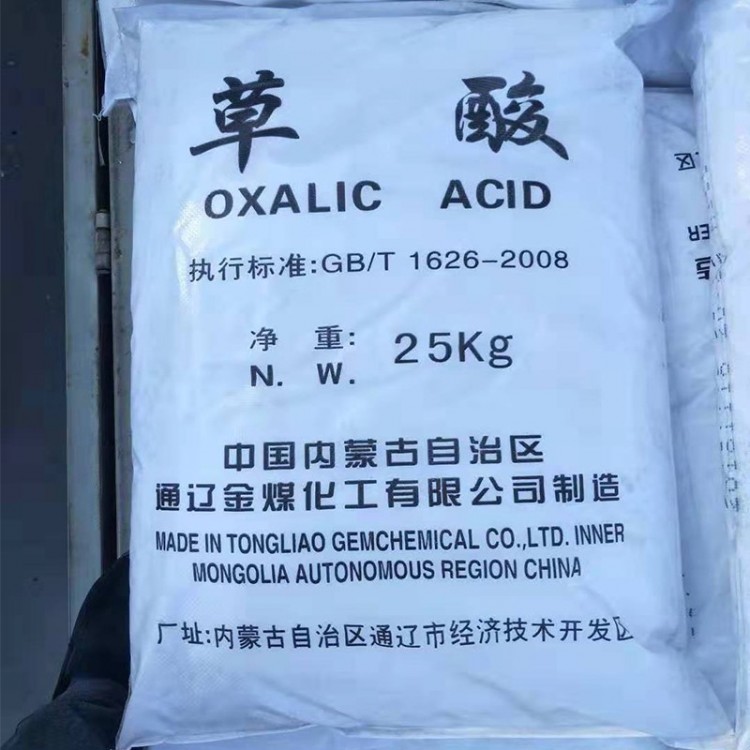 草 酸
OXALIC ACID
执行标准:GB/T 1626-2008
净 重: 25Kg
N. W.
中国内蒙古自治区
通辽金煤化工有限公司制造
MADE IN TONGLIAO GEMCHEMICAL CO.,LTD. INNER
MONGOLIA AUTONOMOUS REGION CHINA
厂址:内蒙古自治区通辽市经济技术开发区